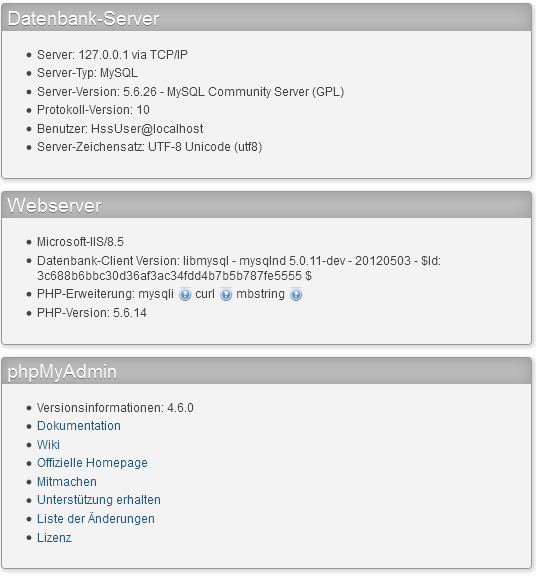 Datenbank-Server
Server: 127.0.0.1 via TCP/IP
Server-Typ: MySQL
Server-Version: 5.6.26 - MySQL Community Server (GPL)
Protokoll-Version: 10
Benutzer: HssUser@localhost
Server-Zeichensatz: UTF-8 Unicode (utf8)
Webserver
Microsoft-IIS/8.5
Datenbank-Client Version: libmysql - mysqlnd 5.0.11-dev - 20120503 - $Id:
3c688b6bbc30d36af3ac34fdd4b7b5b787fe5555 $
PHP-Erweiterung: mysqli curl mbstring
PHP-Version: 5.6.14
phpMyAdmin
Versionsinformationen: 4.6.0
Dokumentation
Wiki
Offizielle Homepage
Mitmachen
Unterstützung erhalten
Liste der Änderungen
Lizenz